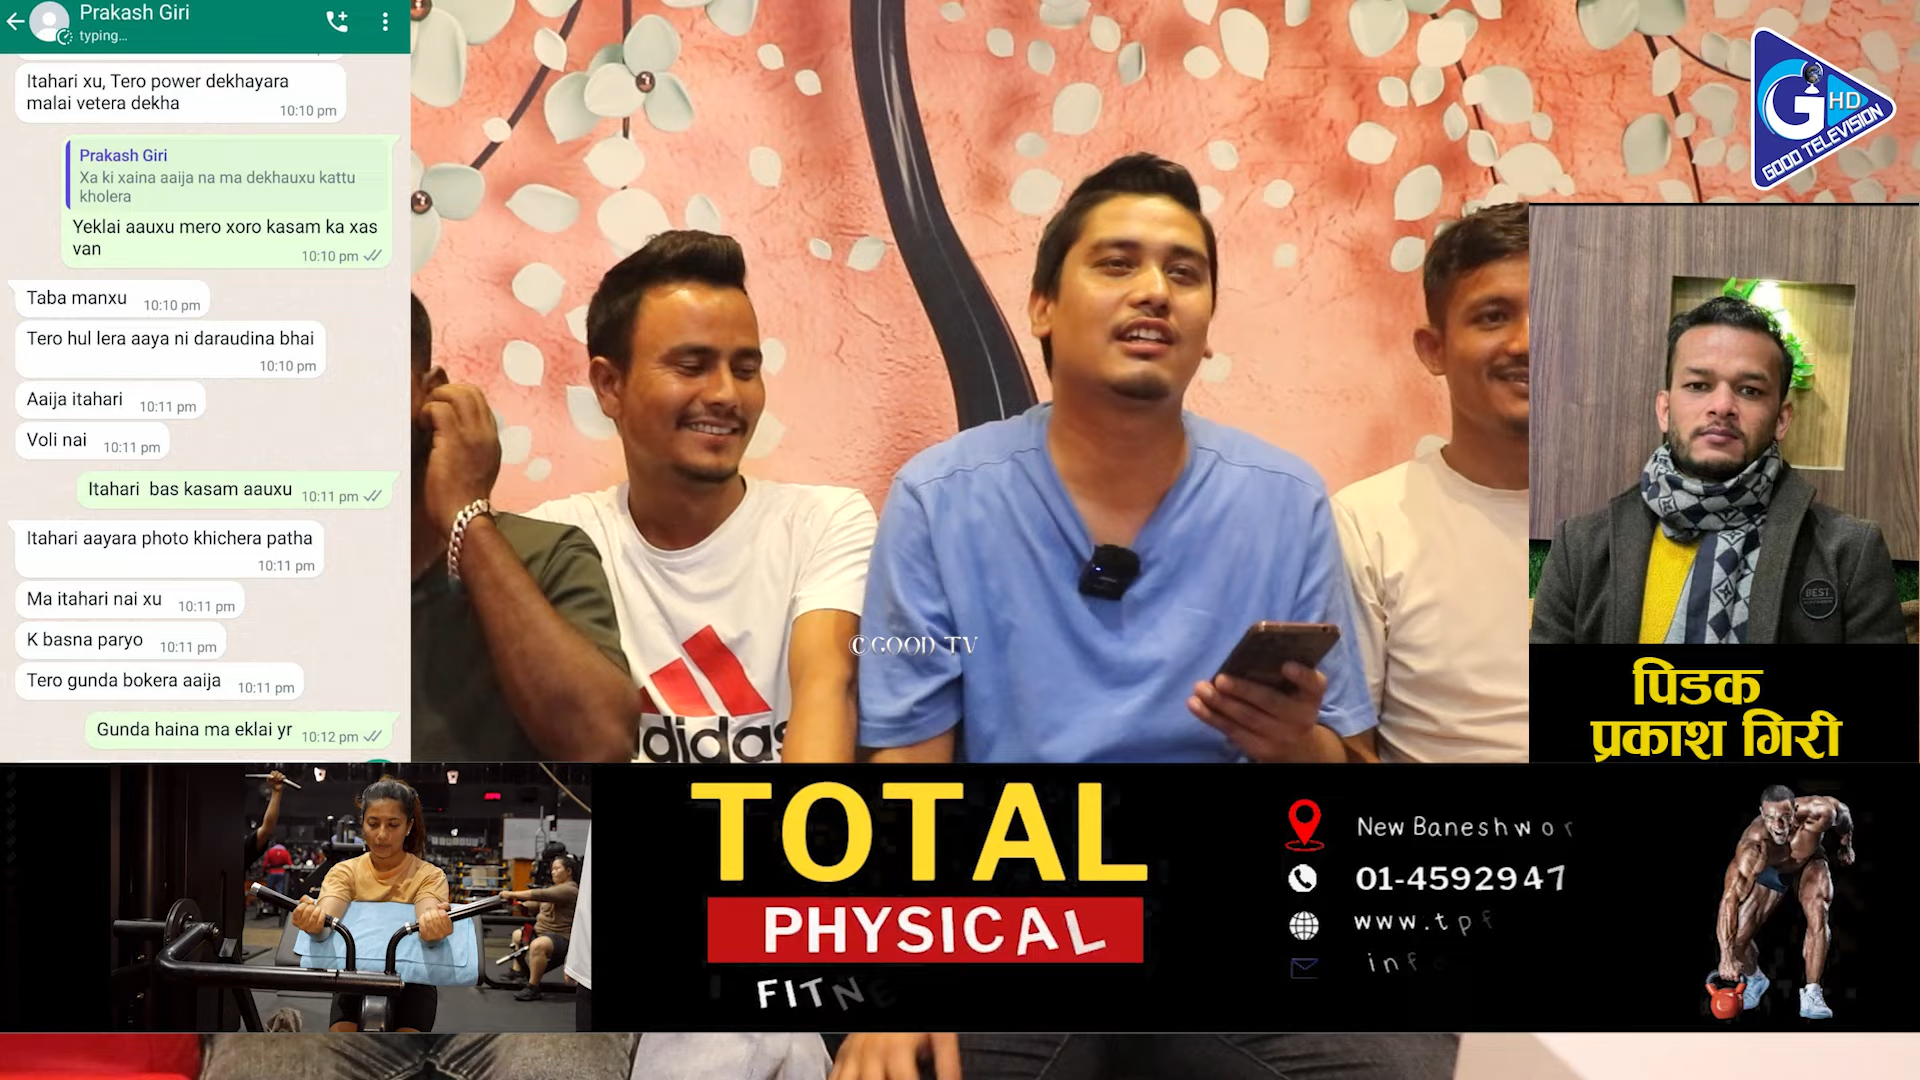 Prakash Giri
typing...
Itahari xu, Tero power dekhayara
malai vetera dekha
10:10 pm
Prakash Giri
Xa ki xaina aaija na ma dekhauxu kattu
kholera
Yeklai aauxu mero xoro kasam ka xas
van
10:10 pm
Taba manxu 10:10 pm
Tero hul lera aaya ni daraudina bhai
10:10 pm
Aaija itahari 10:11 pm
Voli nai 10:11 pm
Itahari bas kasam aauxu 10:11 pm
Itahari aayara photo khichera patha
10:11 pm
Ma itahari nai xu 10:11 pm
K basna paryo 10:11 pm
Tero gunda bokera aaija 10:11 pm
Gunda haina ma eklai yr 10:12 pm
G HD
GOOD TELEVISION
©GOOD TV
adidas
BEST
पिडक
प्रकाश गिरी
TOTAL
PHYSICAL
FITNE
New Baneshwor
01-4592947
www.tpf
info